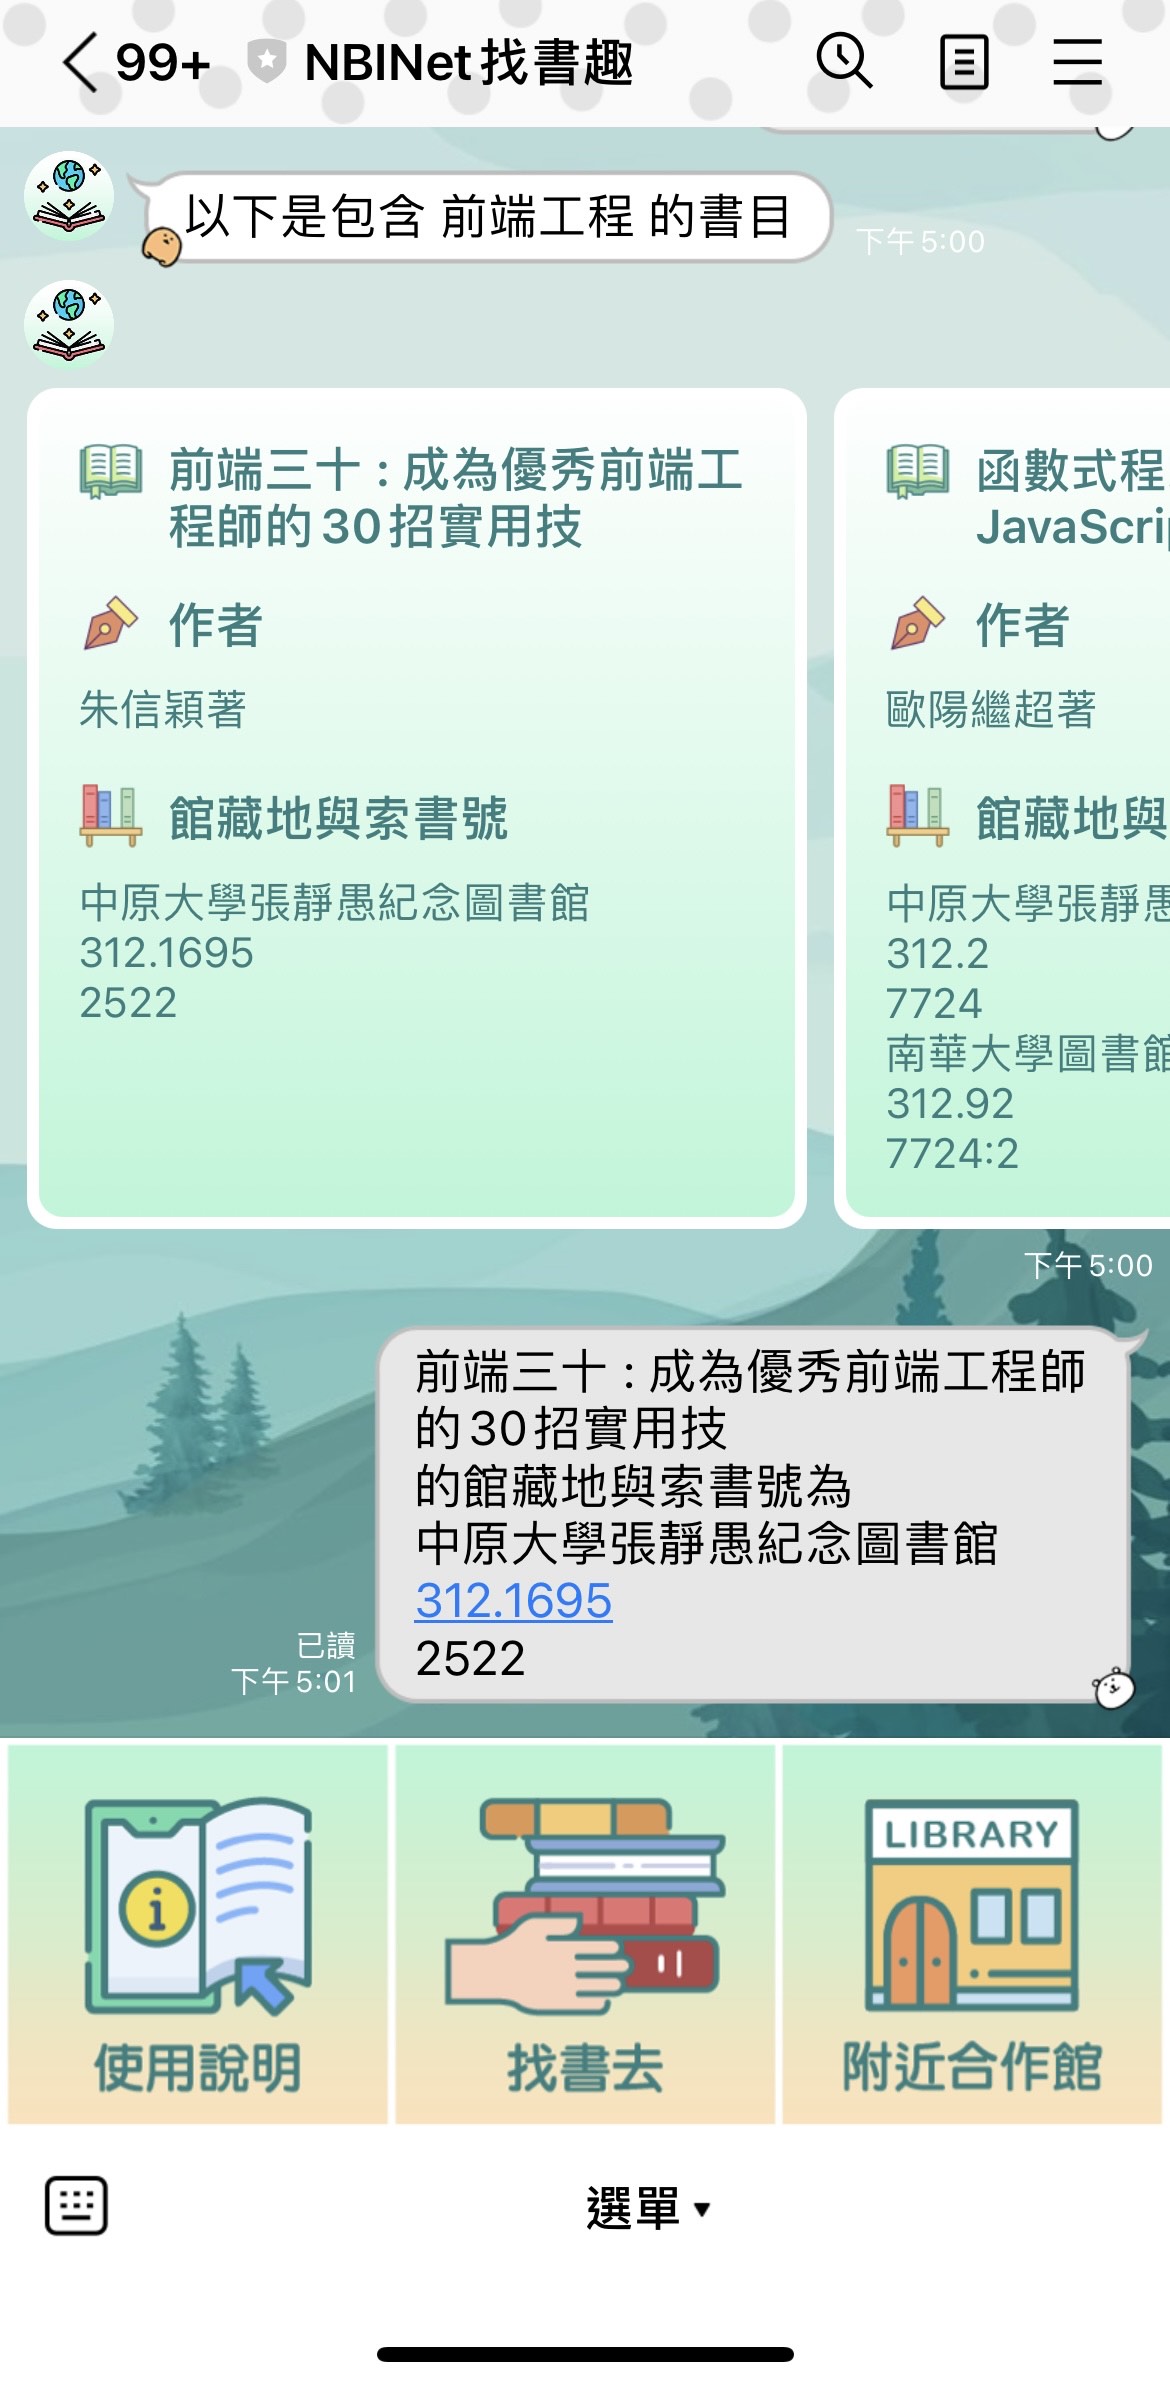 99+ NBINet找書趣
以下是包含 前端工程 的書目
下午5:00
前端三十 : 成為優秀前端工
程師的30招實用技
作者
朱信穎著
館藏地與索書號
中原大學張靜愚紀念圖書館
312.1695
2522
函數式程
JavaScri
作者
歐陽繼超著
館藏地與
中原大學張靜愚
312.2
7724
南華大學圖書館
312.92
7724:2
下午5:00
前端三十 : 成為優秀前端工程師
的30招實用技
的館藏地與索書號為
中原大學張靜愚紀念圖書館
312.1695
2522
已讀
下午5:01
LIBRARY
使用說明
找書去
附近合作館
選單 ▾